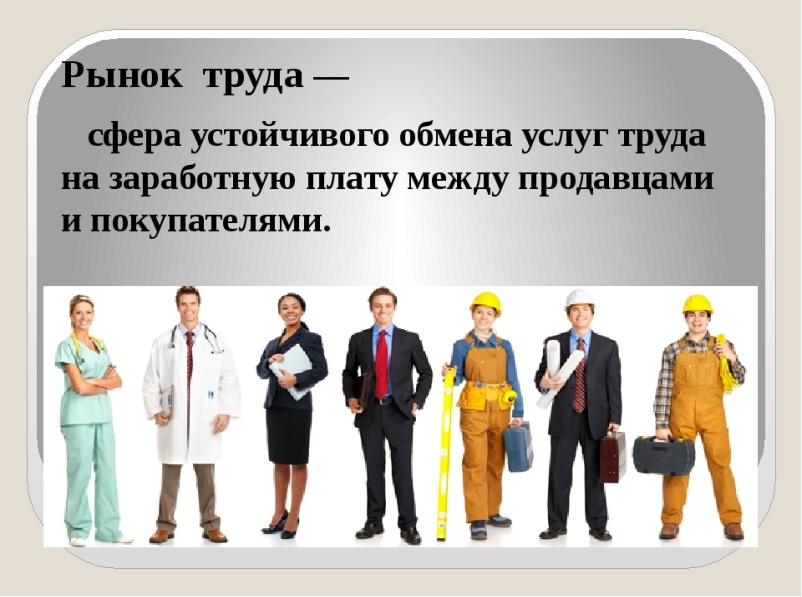 Рынок труда —
сфера устойчивого обмена услуг труда
на заработную плату между продавцами
и покупателями.